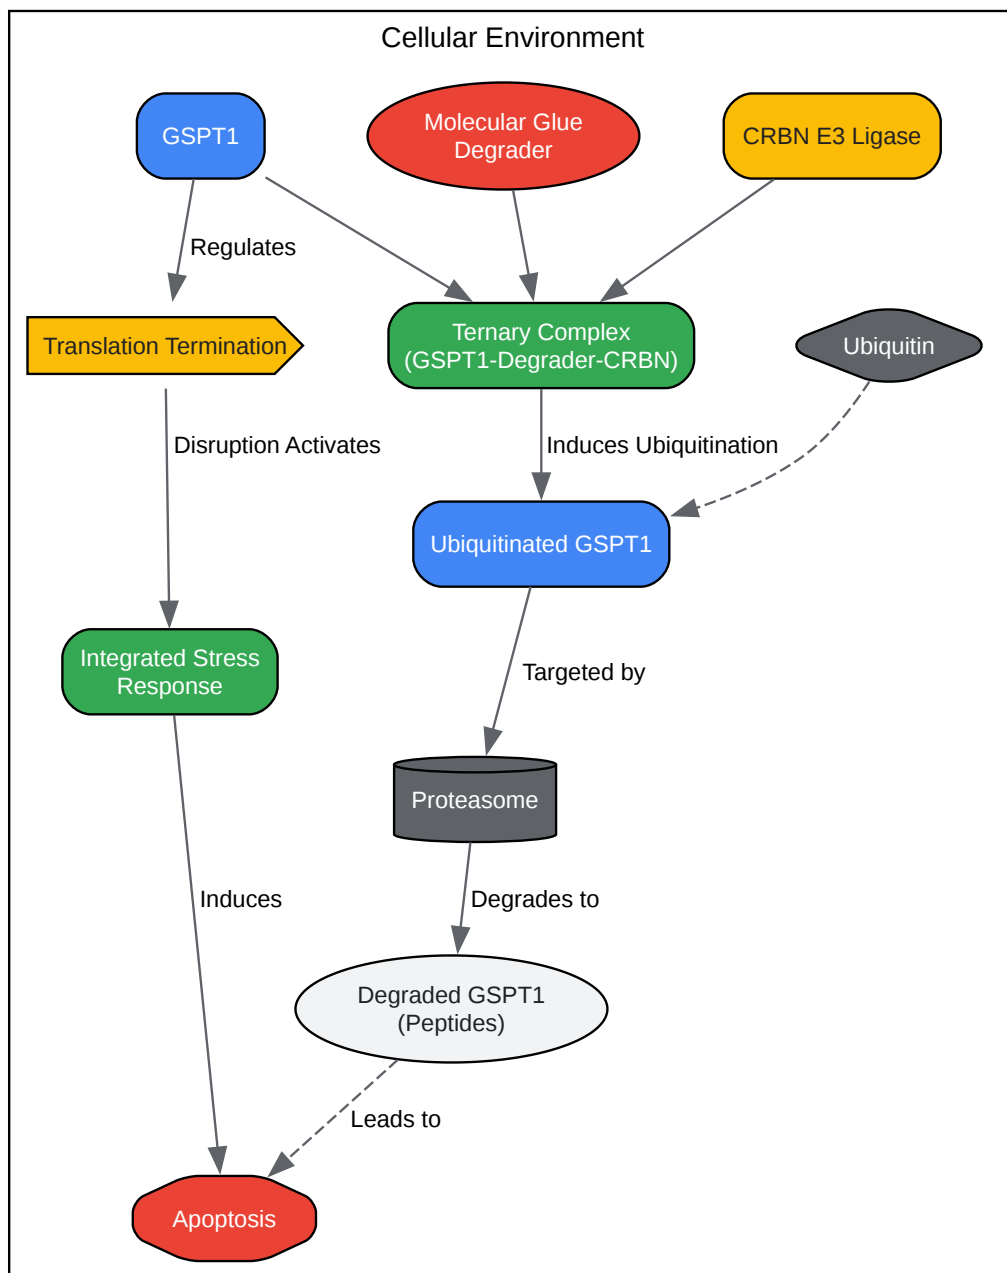 Cellular Environment
GSPT1
Molecular Glue
Degrader
CRBN E3 Ligase
Regulates
Translation Termination
Ternary Complex
(GSPT1-Degrader-CRBN)
Ubiquitin
Disruption Activates
Induces Ubiquitination
Ubiquitinated GSPT1
Integrated Stress
Response
Targeted by
Proteasome
Induces
Degrades to
Degraded GSPT1
(Peptides)
Leads to
Apoptosis